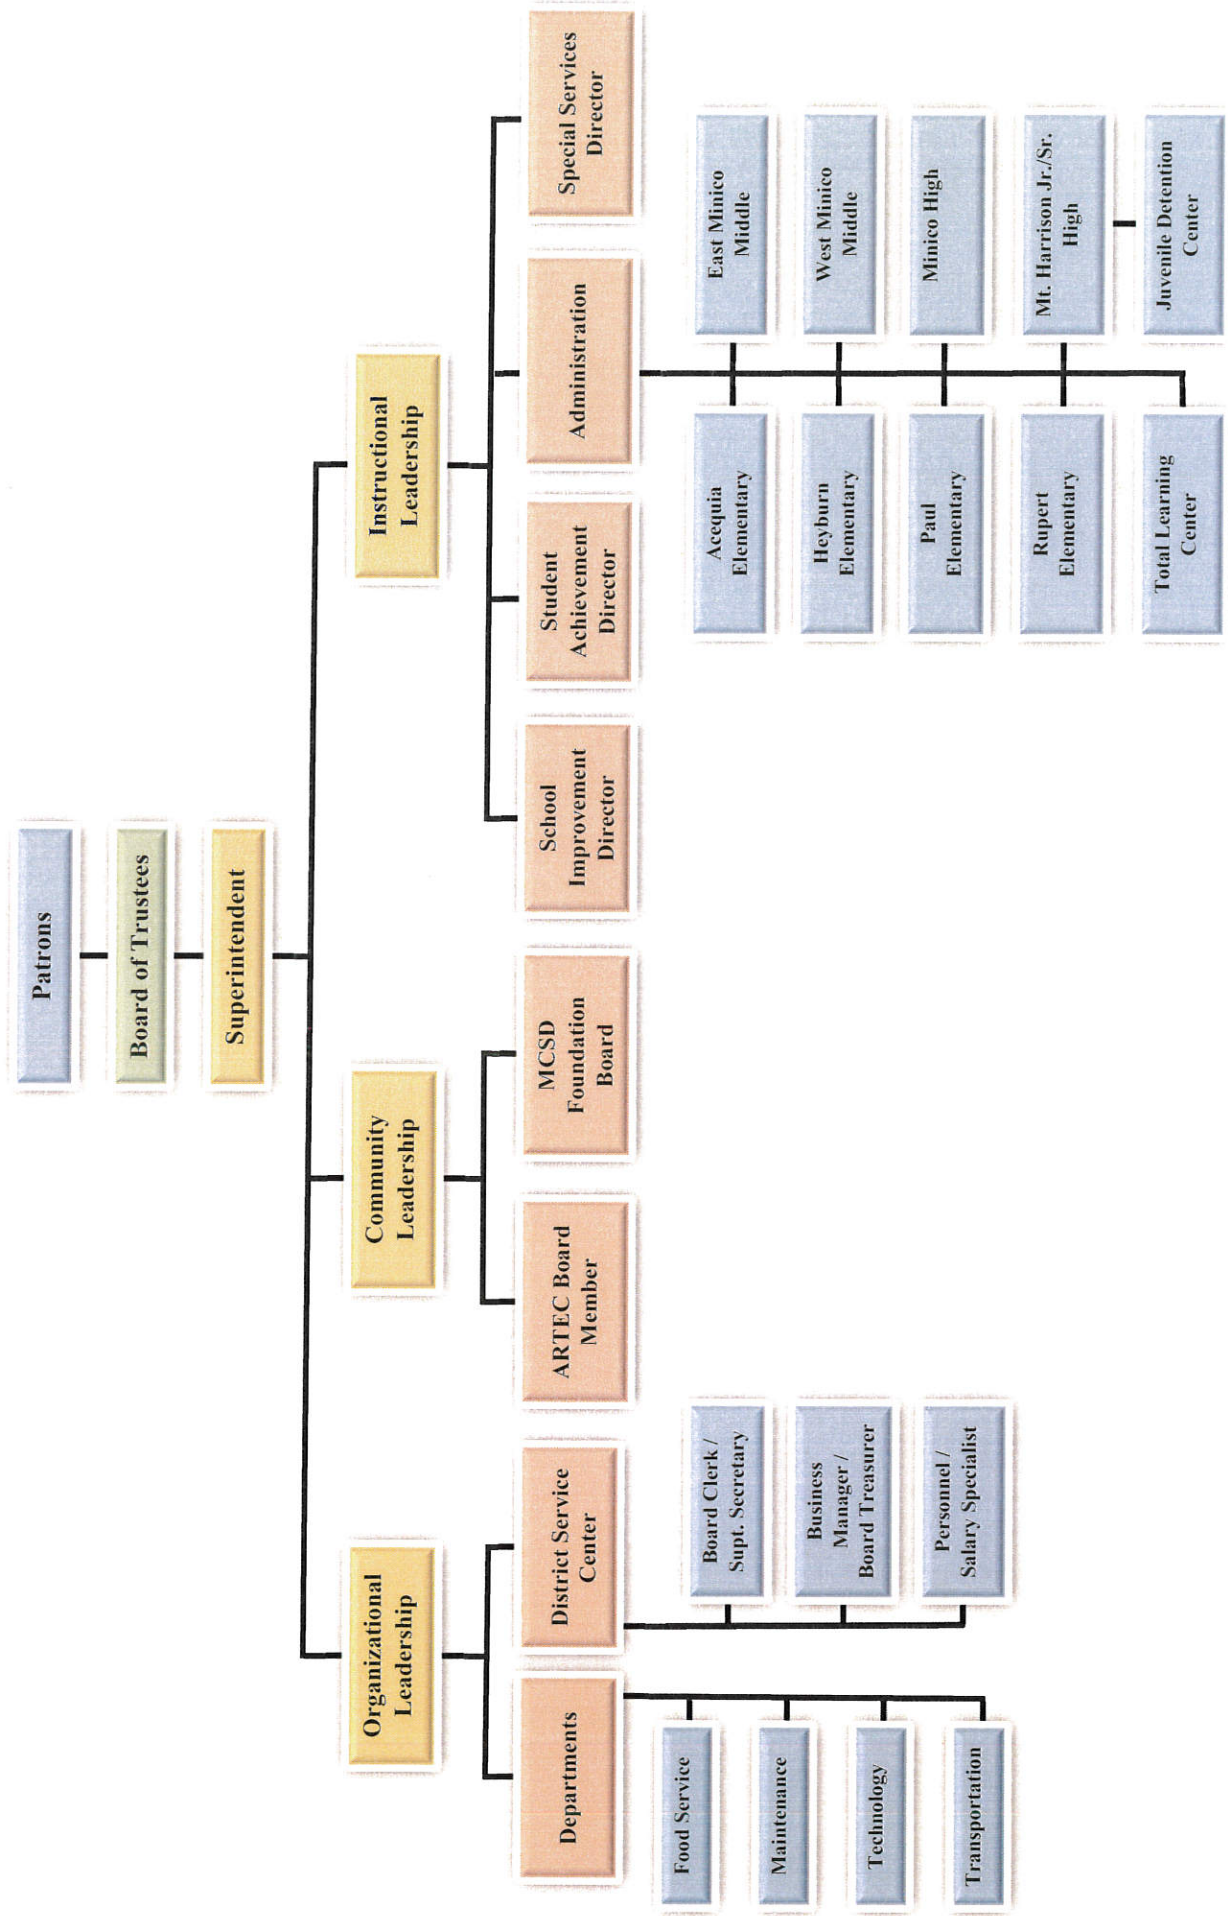 Patrons
Board of Trustees
Superintendent
Organizational
Leadership
Community
Leadership
Instructional
Leadership
Departments
District Service
Center
ARTEC Board
Member
MCSD
Foundation
Board
School
Improvement
Director
Student
Achievement
Director
Administration
Special Services
Director
Food Service
Maintenance
Technology
Transportation
Board Clerk /
Supt. Secretary
Business
Manager /
Board Treasurer
Personnel /
Salary Specialist
Acequia
Elementary
East Minico
Middle
Heyburn
Elementary
West Minico
Middle
Paul
Elementary
Minico High
Rupert
Elementary
Mt. Harrison Jr./Sr.
High
Total Learning
Center
Juvenile Detention
Center